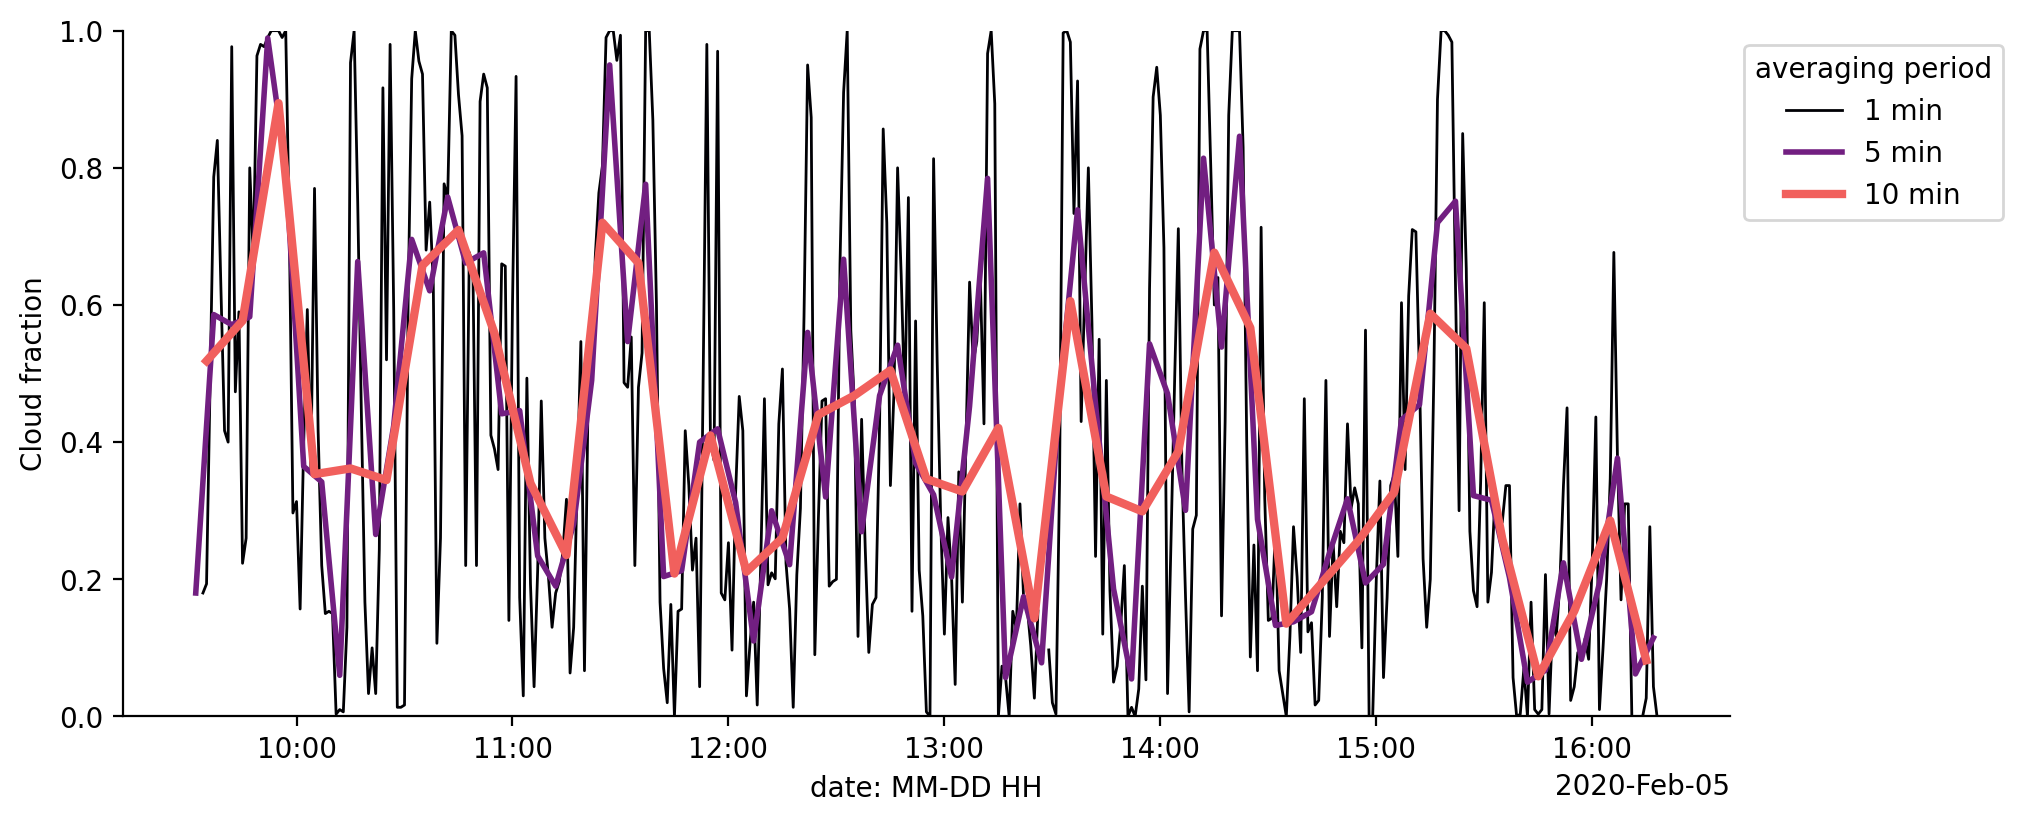 1.0
0.8
0.6
0.4
0.2
0.0
Cloud fraction
10:00
11:00
12:00
13:00
14:00
15:00
16:00
date: MM-DD HH
2020-Feb-05
averaging period
1 min
5 min
10 min